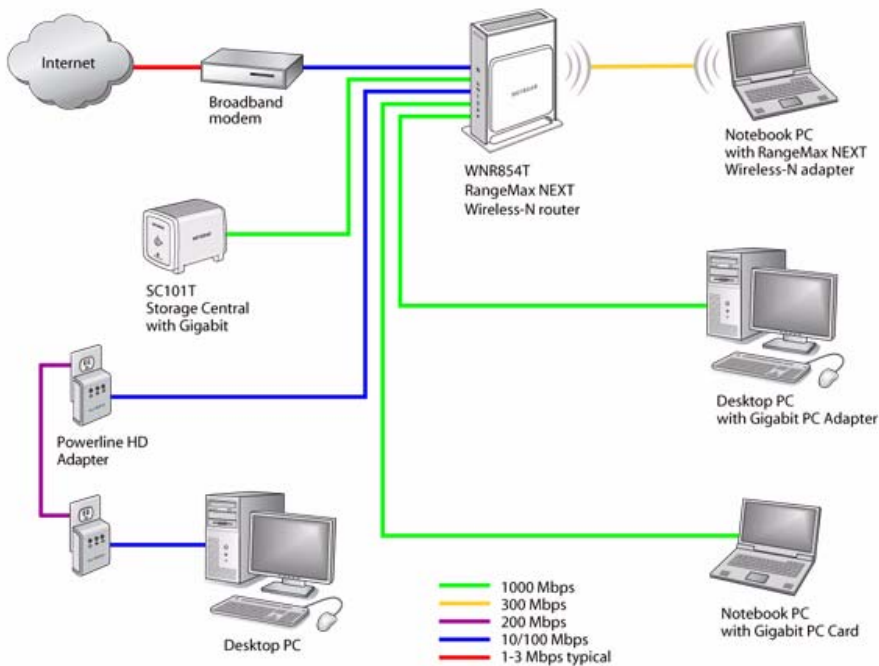 Internet
Broadband
modem
NETGEAR
WNR854T
RangeMax NEXT
Wireless-N router
Notebook PC
with RangeMax NEXT
Wireless-N adapter
SC101T
Storage Central
with Gigabit
Desktop PC
with Gigabit PC Adapter
Powerline HD
Adapter
Desktop PC
Notebook PC
with Gigabit PC Card
1000 Mbps
300 Mbps
200 Mbps
10/100 Mbps
1-3 Mbps typical